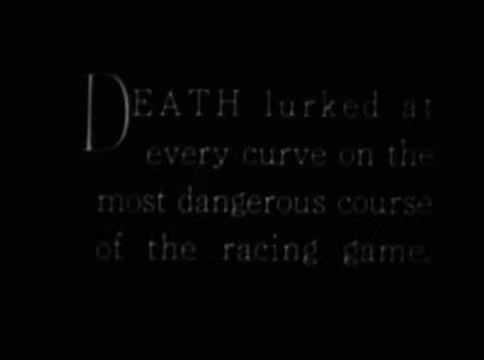 DEATH lurked at
every curve on the
most dangerous course
of the racing game.